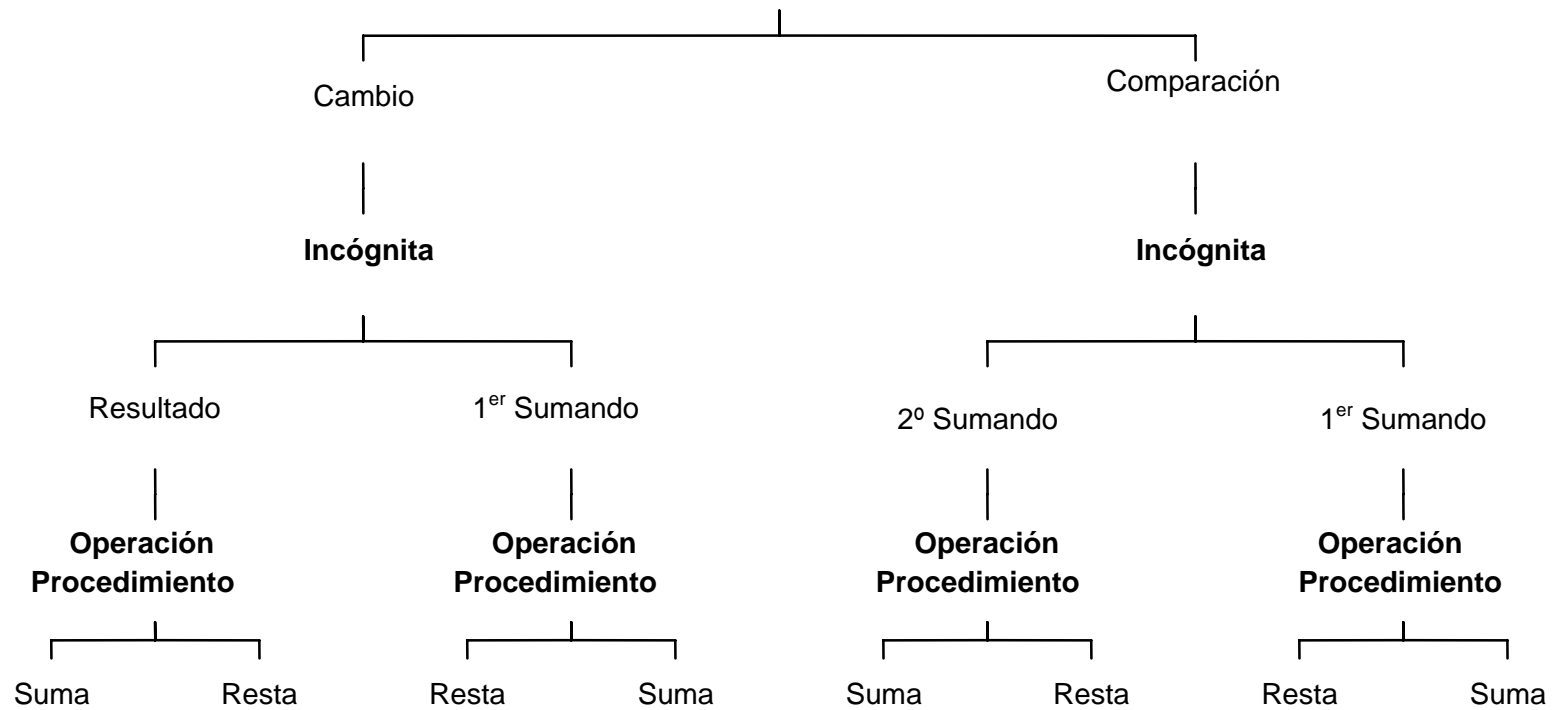 Cambio
Comparación
Incógnita
Incógnita
Resultado
1er Sumando
2º Sumando
1er Sumando
Operación
Procedimiento
Operación
Procedimiento
Operación
Procedimiento
Operación
Procedimiento
Suma
Resta
Resta
Suma
Suma
Resta
Resta
Suma